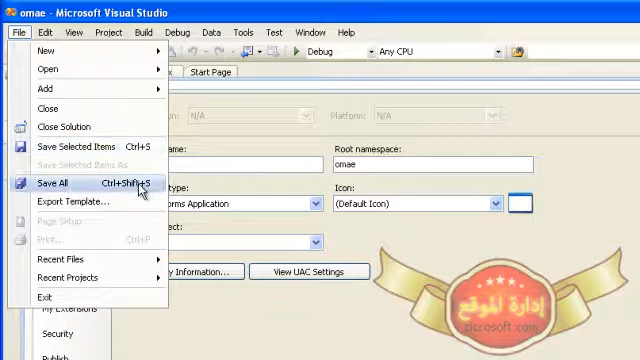 omae - Microsoft Visual Studio
File Edit View Project Build Debug Data Tools Test Window Help
Debug Any CPU
Start Page
New
Open
Add
Close
Close Solution
Save Selected Items Ctrl+S
Save Selected Items As
Save All Ctrl+Shift+S
Export Template...
Page Setup...
Print... Ctrl+P
Recent Files
Recent Projects
Exit
N/A Platform: N/A
name: Root namespace:
omae
type: Icon:
orms Application (Default Icon)
ect:
y Information... View UAC Settings
My Extensions
Security
Publish
إدارة الموقع
zicrosoft.com